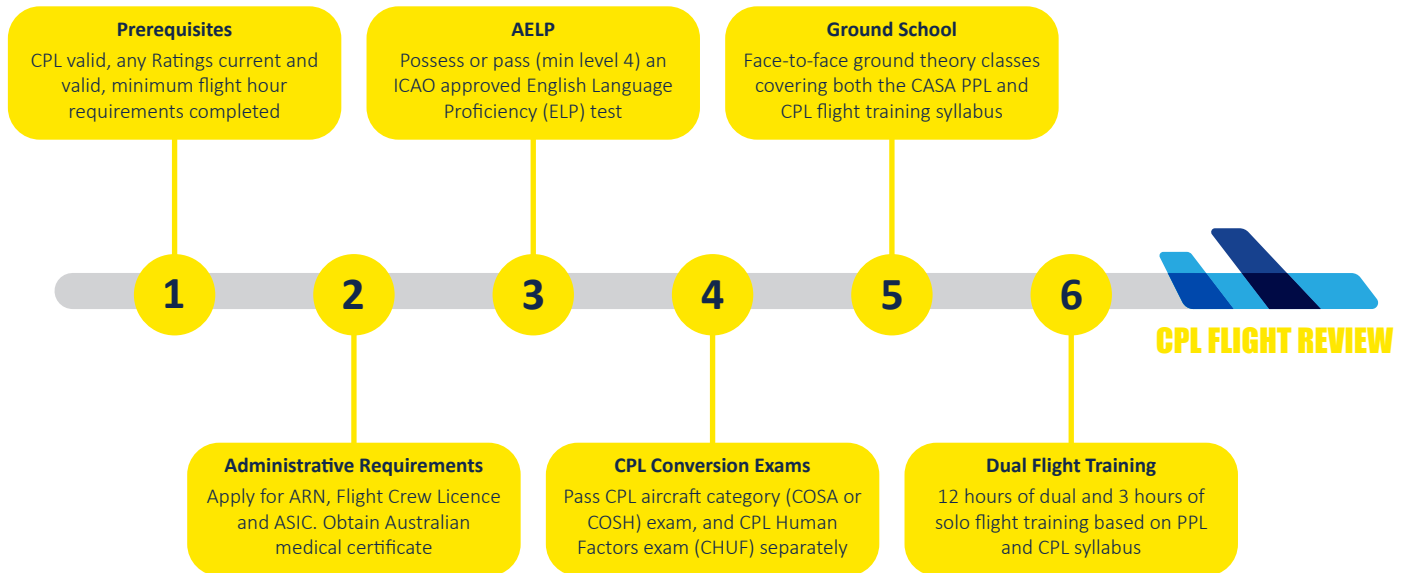 Prerequisites
CPL valid, any Ratings current and
valid, minimum flight hour
requirements completed
AELP
Possess or pass (min level 4) an
ICAO approved English Language
Proficiency (ELP) test
Ground School
Face-to-face ground theory classes
covering both the CASA PPL and
CPL flight training syllabus
1
2
3
4
5
6
CPL FLIGHT REVIEW
Administrative Requirements
Apply for ARN, Flight Crew Licence
and ASIC. Obtain Australian
medical certificate
CPL Conversion Exams
Pass CPL aircraft category (COSA or
COSH) exam, and CPL Human
Factors exam (CHUF) separately
Dual Flight Training
12 hours of dual and 3 hours of
solo flight training based on PPL
and CPL syllabus